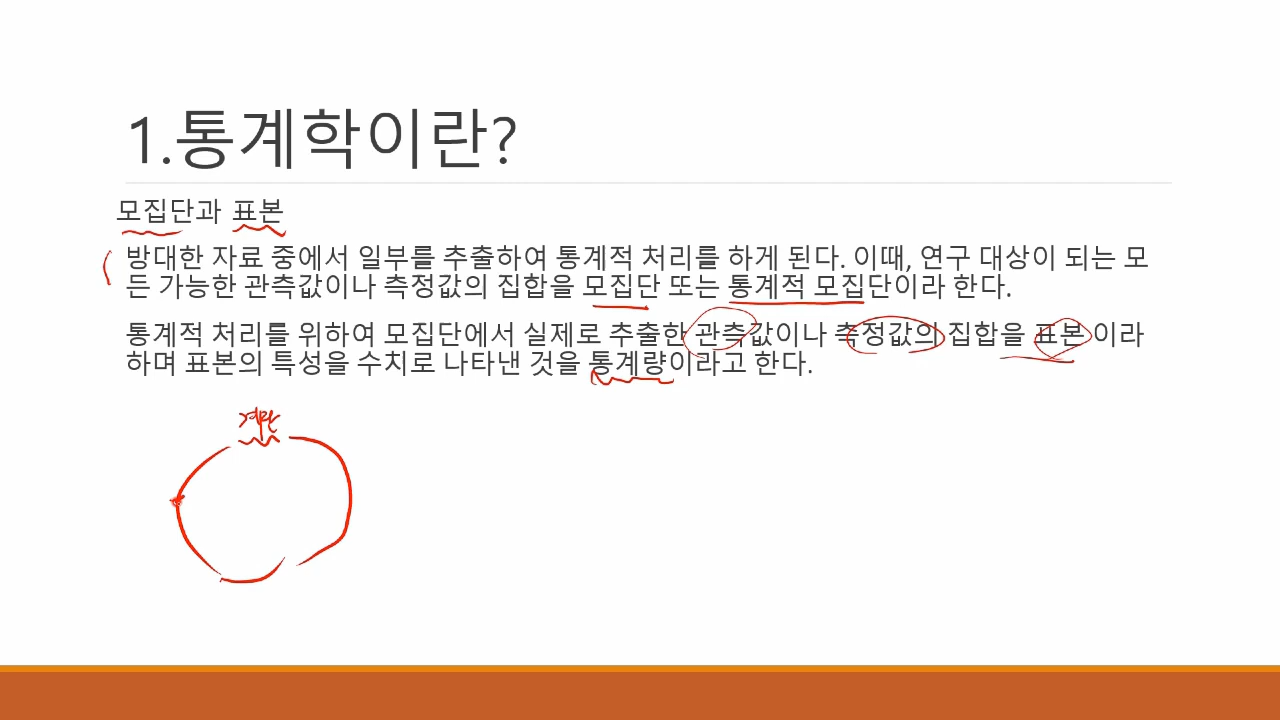 1.통계학이란?
모집단과 표본
방대한 자료 중에서 일부를 추출하여 통계적 처리를 하게 된다. 이때, 연구 대상이 되는 모
든 가능한 관측값이나 측정값의 집합을 모집단 또는 통계적 모집단이라 한다.
통계적 처리를 위하여 모집단에서 실제로 추출한 관측값이나 측정값의 집합을 표본 이라
하며 표본의 특성을 수치로 나타낸 것을 통계량이라고 한다.
계란